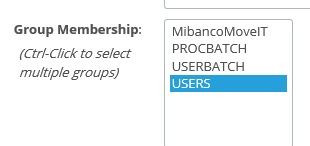 Group Membership:
(Ctrl-Click to select
multiple groups)
MibancoMoveIT
PROCBATCH
USERBATCH
USERS